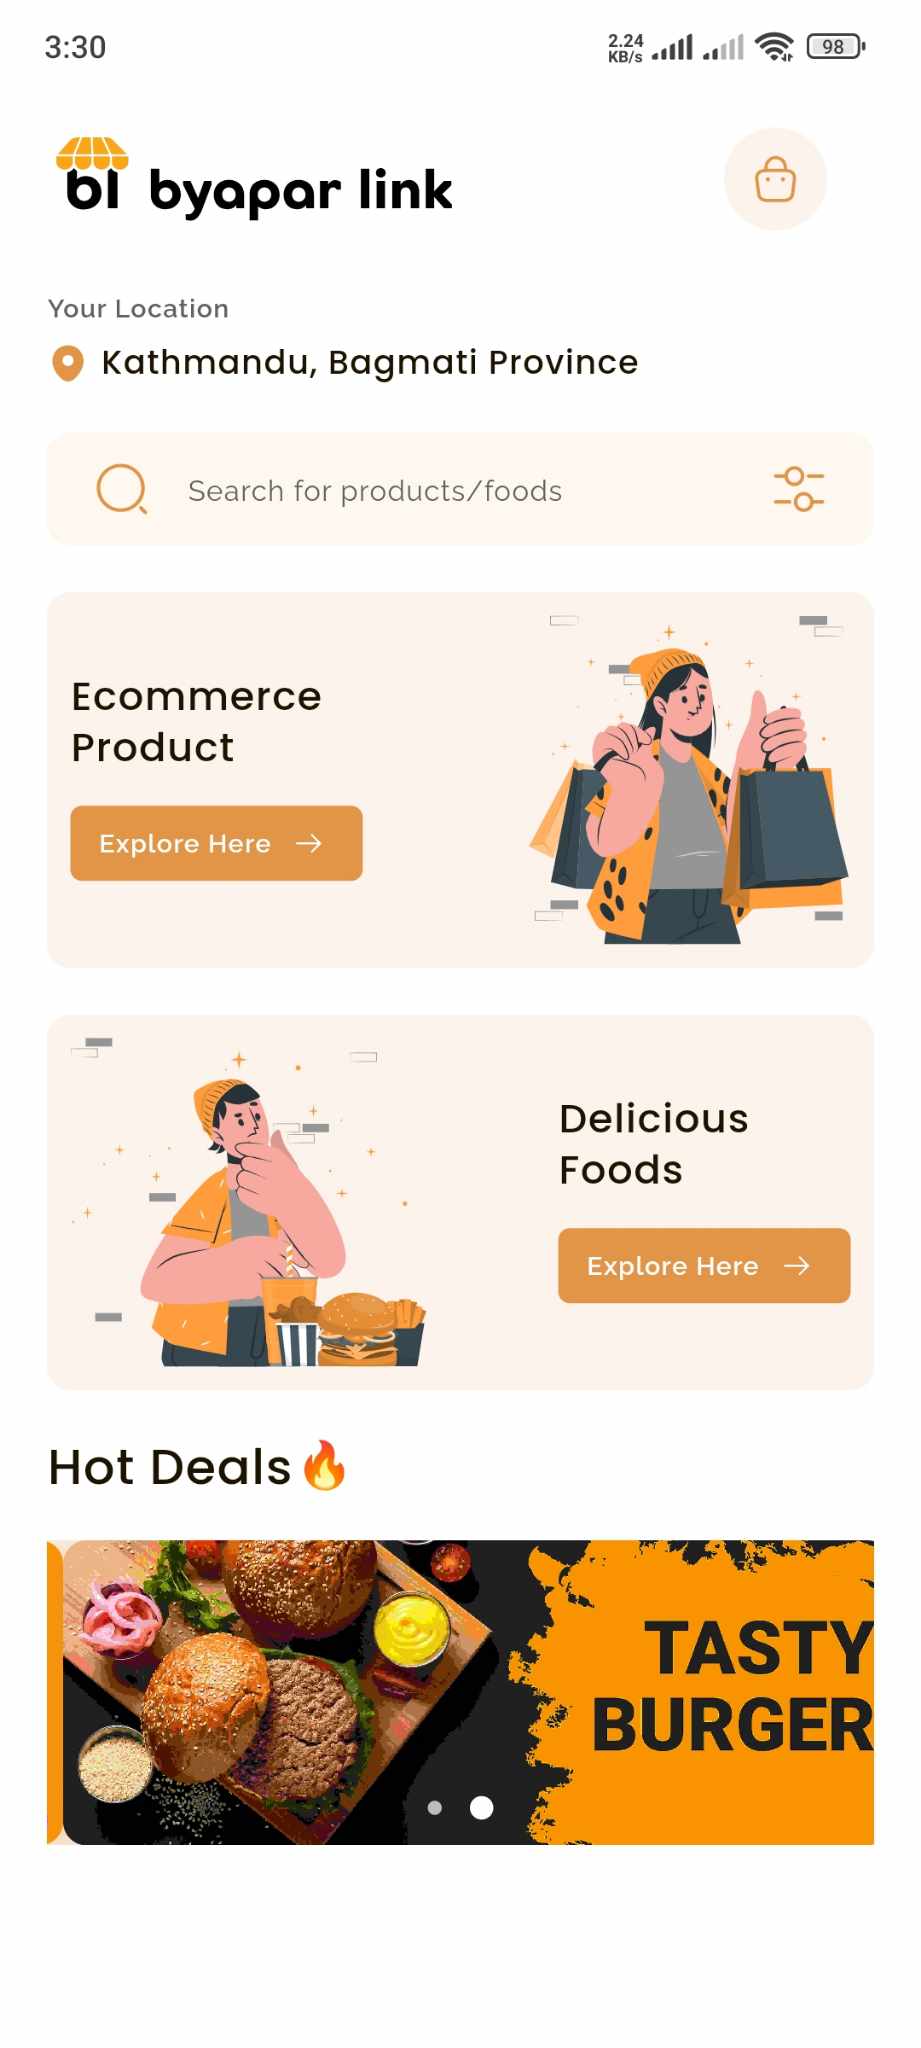 3:30
2.24
KB/s
98
bl byapar link
Your Location
Kathmandu, Bagmati Province
Search for products/foods
Ecommerce
Product
Explore Here →
Delicious
Foods
Explore Here →
Hot Deals🔥
TASTY
BURGER